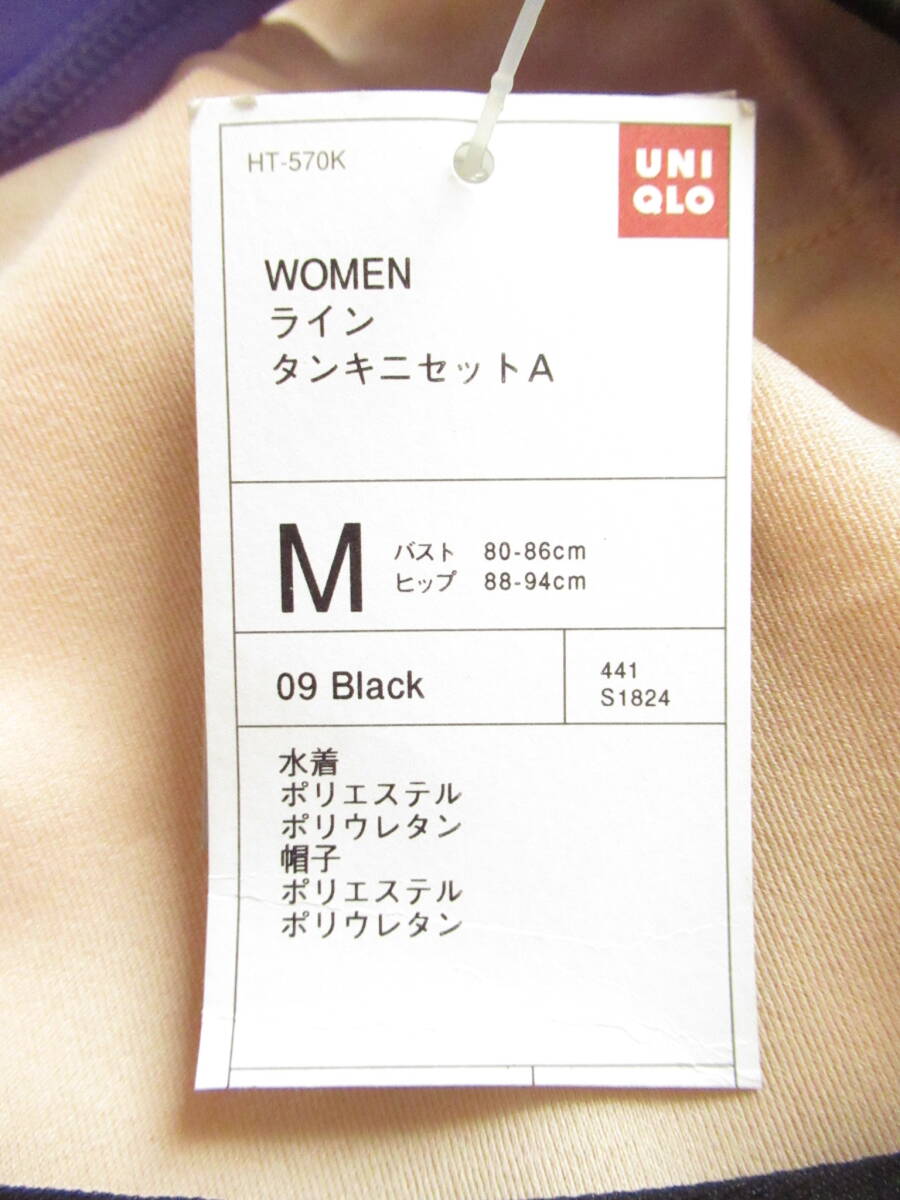 HT-570K
UNI
QLO
WOMEN
ライン
タンキニセットA
M
バスト 80-86cm
ヒップ 88-94cm
09 Black
441
S1824
水着
ポリエステル
ポリウレタン
帽子
ポリエステル
ポリウレタン